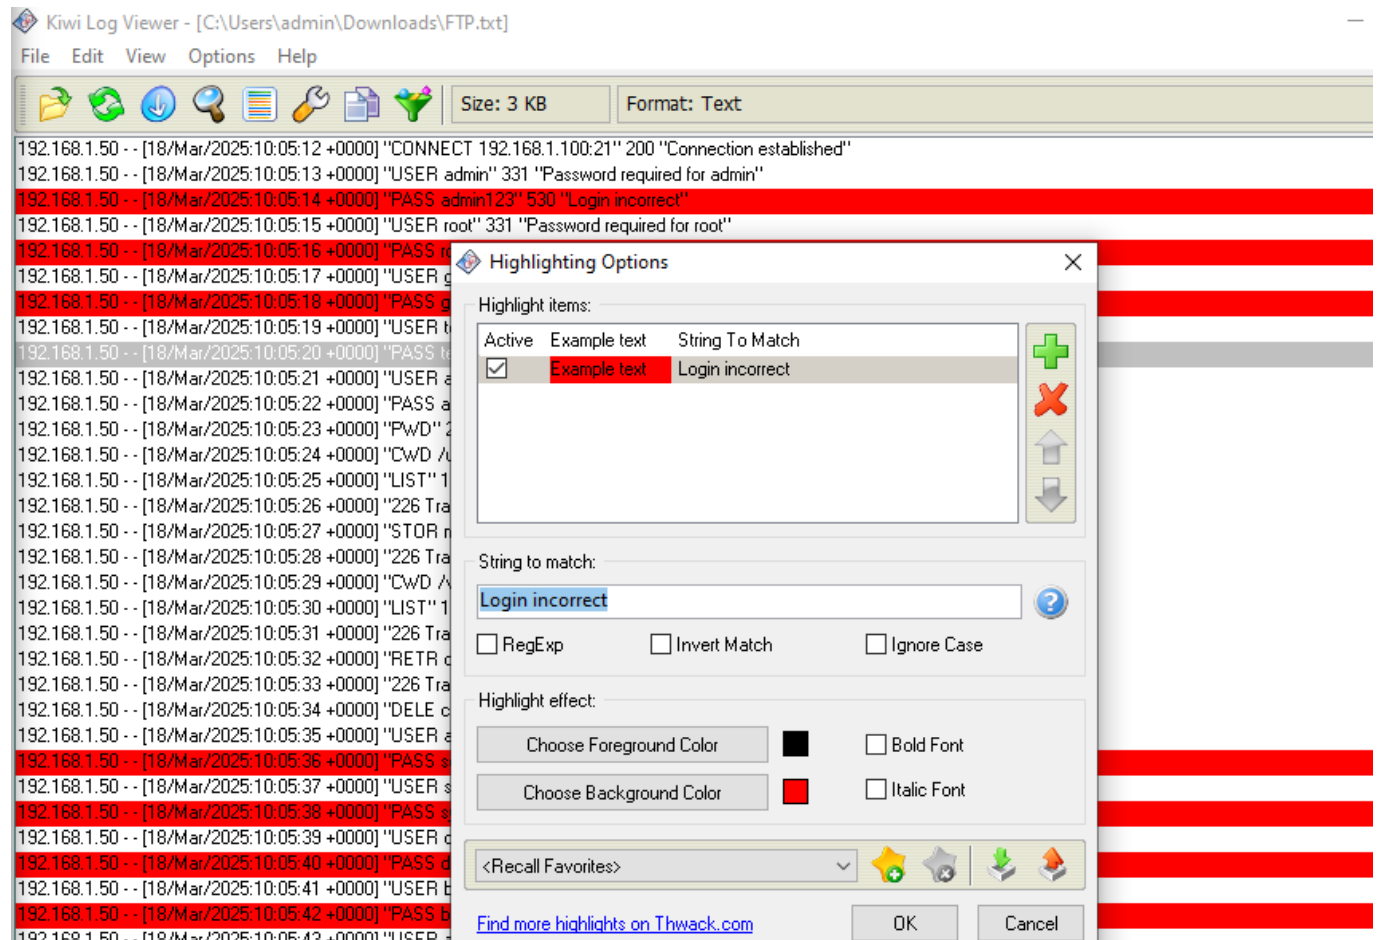 Kiwi Log Viewer - [C:\Users\admin\Downloads\FTP.txt]
File Edit View Options Help
Size: 3 KB Format: Text
192.168.1.50 - - [18/Mar/2025:10:05:12 +0000] "CONNECT 192.168.1.100:21" 200 "Connection established"
192.168.1.50 - - [18/Mar/2025:10:05:13 +0000] "USER admin" 331 "Password required for admin"
192.168.1.50 - - [18/Mar/2025:10:05:14 +0000] "PASS admin123" 530 "Login incorrect"
192.168.1.50 - - [18/Mar/2025:10:05:15 +0000] "USER root" 331 "Password required for root"
192.168.1.50 - - [18/Mar/2025:10:05:16 +0000] "PASS
192.168.1.50 - - [18/Mar/2025:10:05:17 +0000] "USER g
192.168.1.50 - - [18/Mar/2025:10:05:18 +0000] "PASS g
192.168.1.50 - - [18/Mar/2025:10:05:19 +0000] "USER t
192.168.1.50 - - [18/Mar/2025:10:05:20 +0000] "PASS te
192.168.1.50 - - [18/Mar/2025:10:05:21 +0000] "USER a
192.168.1.50 - - [18/Mar/2025:10:05:22 +0000] "PASS a
192.168.1.50 - - [18/Mar/2025:10:05:23 +0000] "PWD" 2
192.168.1.50 - - [18/Mar/2025:10:05:24 +0000] "CWD /u
192.168.1.50 - - [18/Mar/2025:10:05:25 +0000] "LIST" 1
192.168.1.50 - - [18/Mar/2025:10:05:26 +0000] "226 Tra
192.168.1.50 - - [18/Mar/2025:10:05:27 +0000] "STOR
192.168.1.50 - - [18/Mar/2025:10:05:28 +0000] "226 Tra
192.168.1.50 - - [18/Mar/2025:10:05:29 +0000] "CWD /
192.168.1.50 - - [18/Mar/2025:10:05:30 +0000] "LIST" 1
192.168.1.50 - - [18/Mar/2025:10:05:31 +0000] "226 Tra
192.168.1.50 - - [18/Mar/2025:10:05:32 +0000] "RETR
192.168.1.50 - - [18/Mar/2025:10:05:33 +0000] "226 Tra
192.168.1.50 - - [18/Mar/2025:10:05:34 +0000] "DELE
192.168.1.50 - - [18/Mar/2025:10:05:35 +0000] "USER
192.168.1.50 - - [18/Mar/2025:10:05:36 +0000] "PASS s
192.168.1.50 - - [18/Mar/2025:10:05:37 +0000] "USER s
192.168.1.50 - - [18/Mar/2025:10:05:38 +0000] "PASS s
192.168.1.50 - - [18/Mar/2025:10:05:39 +0000] "USER
192.168.1.50 - - [18/Mar/2025:10:05:40 +0000] "PASS d
192.168.1.50 - - [18/Mar/2025:10:05:41 +0000] "USER b
192.168.1.50 - - [18/Mar/2025:10:05:42 +0000] "PASS b
192.168.1.50 - - [18/Mar/2025:10:05:43 +0000] "USER
Highlighting Options
Highlight items:
Active Example text String To Match
Example text Login incorrect
String to match:
Login incorrect
RegExp Invert Match Ignore Case
Highlight effect:
Choose Foreground Color Bold Font
Choose Background Color Italic Font
<Recall Favorites>
Find more highlights on Thwack.com OK Cancel